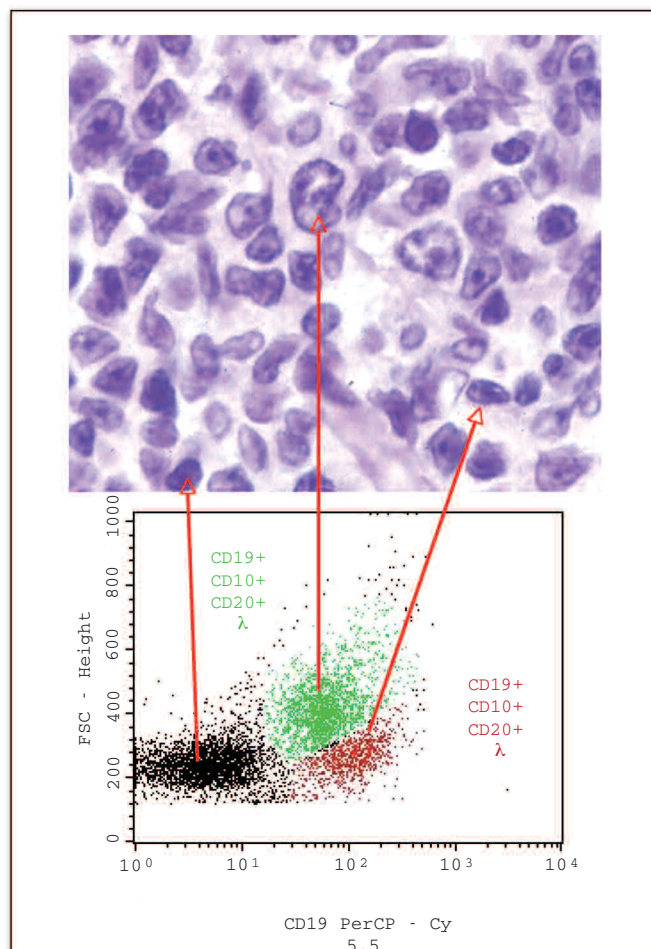 CD19+
CD10+
CD20+
λ
CD19+
CD10+
CD20+
λ
FSC - Height
1000
800
600
400
200
0
10⁰ 10¹ 10² 10³ 10⁴
CD19 PerCP - Cy
5.5